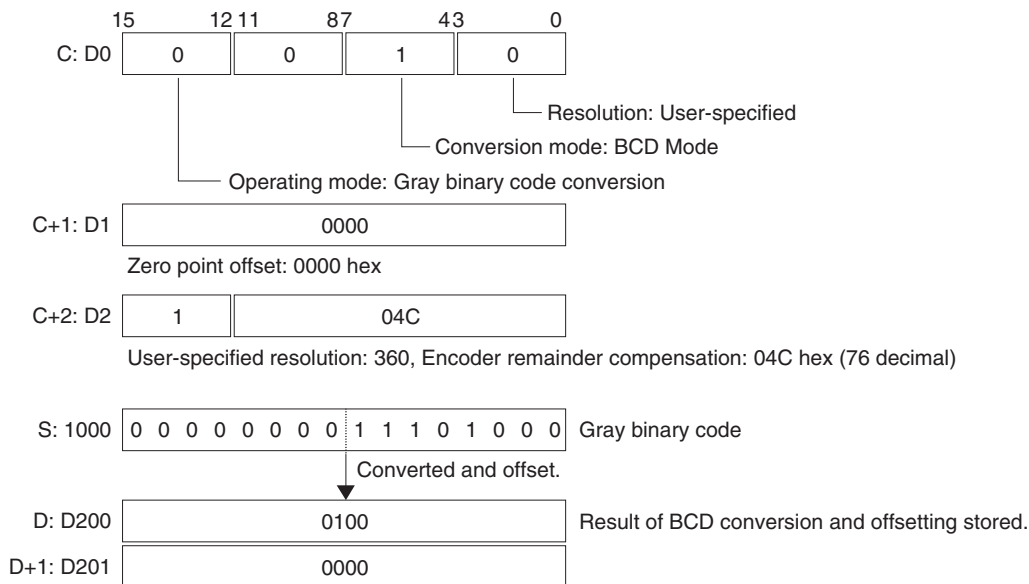 15 12 11 87 43 0
C: D0 0 0 1 0
Resolution: User-specified
Conversion mode: BCD Mode
Operating mode: Gray binary code conversion
C+1: D1 0000
Zero point offset: 0000 hex
C+2: D2 1 04C
User-specified resolution: 360, Encoder remainder compensation: 04C hex (76 decimal)
S: 1000 0 0 0 0 0 0 0 0 1 1 1 0 1 0 0 0 Gray binary code
Converted and offset.
D: D200 0100 Result of BCD conversion and offsetting stored.
D+1: D201 0000